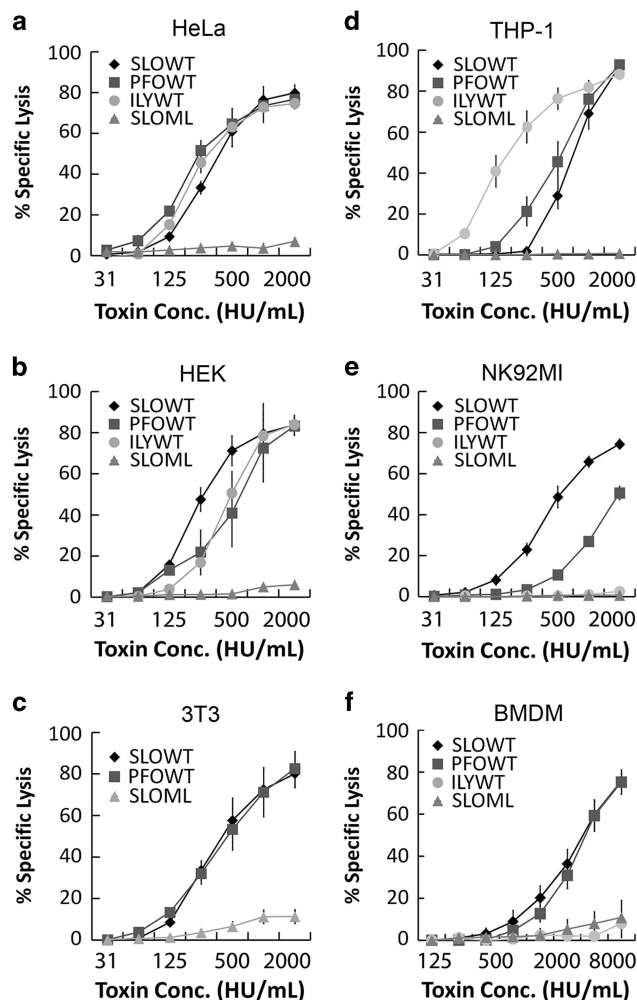 a
HeLa
% Specific Lysis
100
80
60
40
20
0
SLOWT
PFOWT
ILYWT
SLOML
31 125 500 2000
Toxin Conc. (HU/mL)
b
HEK
% Specific Lysis
100
80
60
40
20
0
SLOWT
PFOWT
ILYWT
SLOML
31 125 500 2000
Toxin Conc. (HU/mL)
c
3T3
% Specific Lysis
100
80
60
40
20
0
SLOWT
PFOWT
SLOML
31 125 500 2000
Toxin Conc. (HU/mL)
d
THP-1
% Specific Lysis
100
80
60
40
20
0
SLOWT
PFOWT
ILYWT
SLOML
31 125 500 2000
Toxin Conc. (HU/mL)
e
NK92MI
% Specific Lysis
100
80
60
40
20
0
SLOWT
PFOWT
ILYWT
SLOML
31 125 500 2000
Toxin Conc. (HU/mL)
f
BMDM
% Specific Lysis
100
80
60
40
20
0
SLOWT
PFOWT
ILYWT
SLOML
125 500 2000 8000
Toxin Conc. (HU/mL)